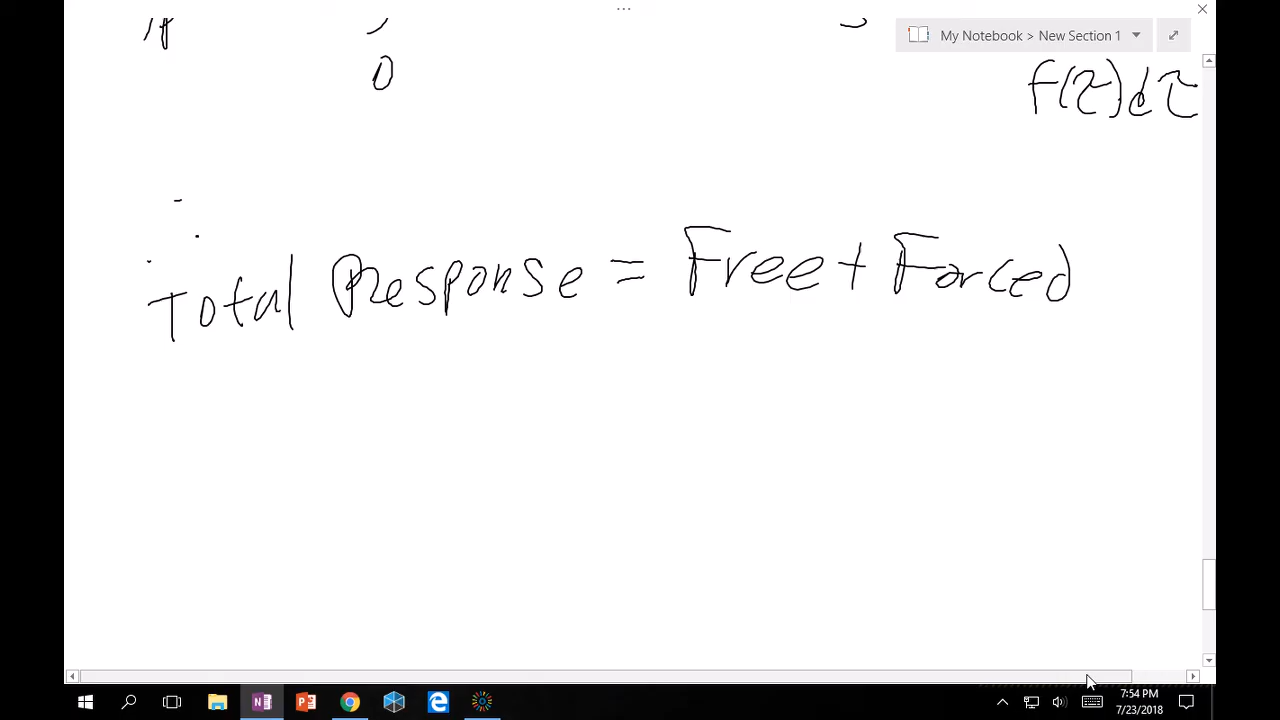 My Notebook > New Section 1
0
f(τ)dτ
Total Response = Free + Forced
7:54 PM
7/23/2018